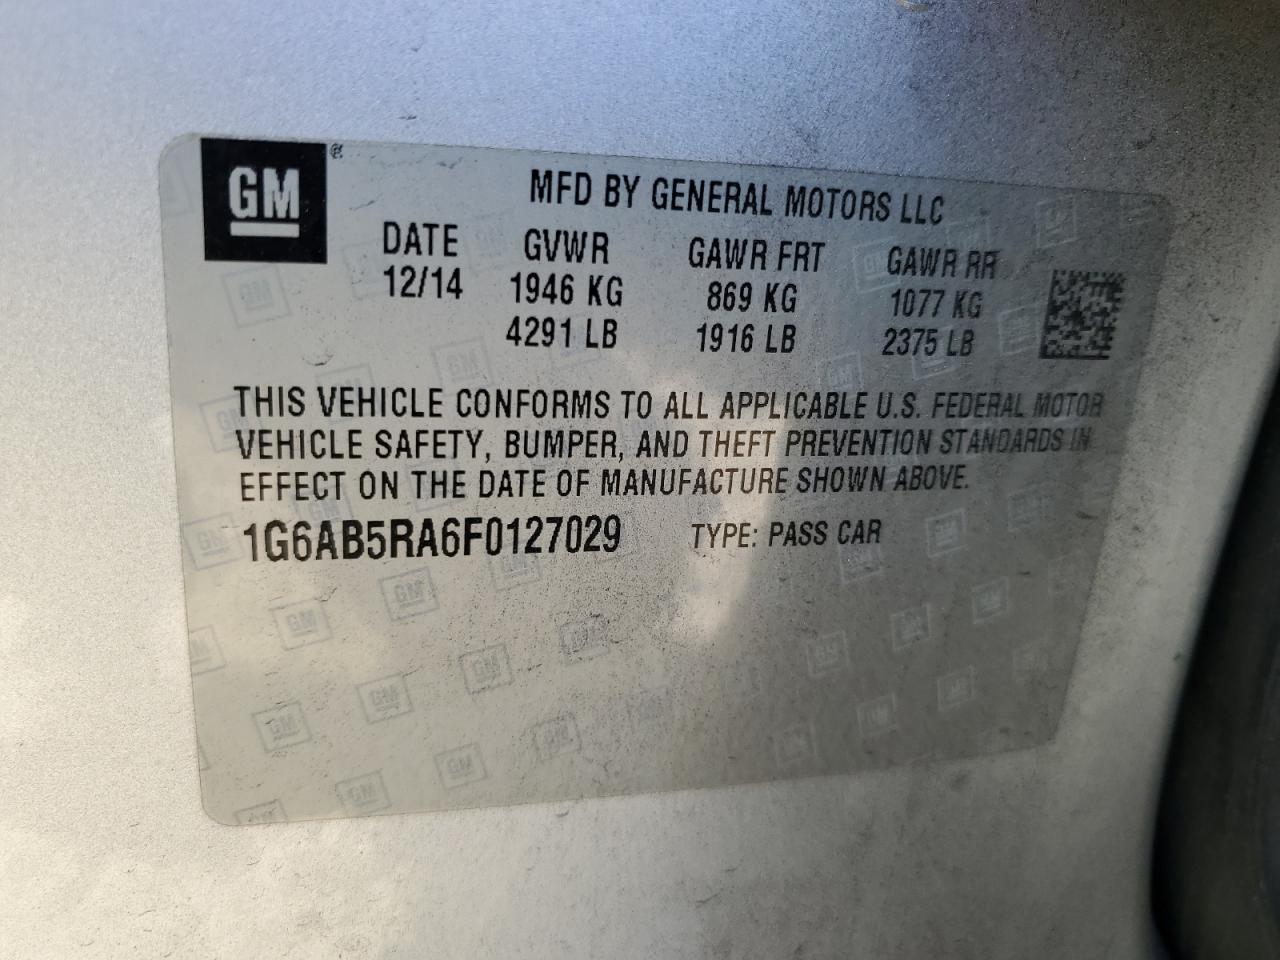 GM ®
MFD BY GENERAL MOTORS LLC
DATE GVWR GAWR FRT GAWR RR
12/14 1946 KG 869 KG 1077 KG
4291 LB 1916 LB 2375 LB
THIS VEHICLE CONFORMS TO ALL APPLICABLE U.S. FEDERAL MOTOR
VEHICLE SAFETY, BUMPER, AND THEFT PREVENTION STANDARDS IN
EFFECT ON THE DATE OF MANUFACTURE SHOWN ABOVE.
1G6AB5RA6F0127029 TYPE: PASS CAR